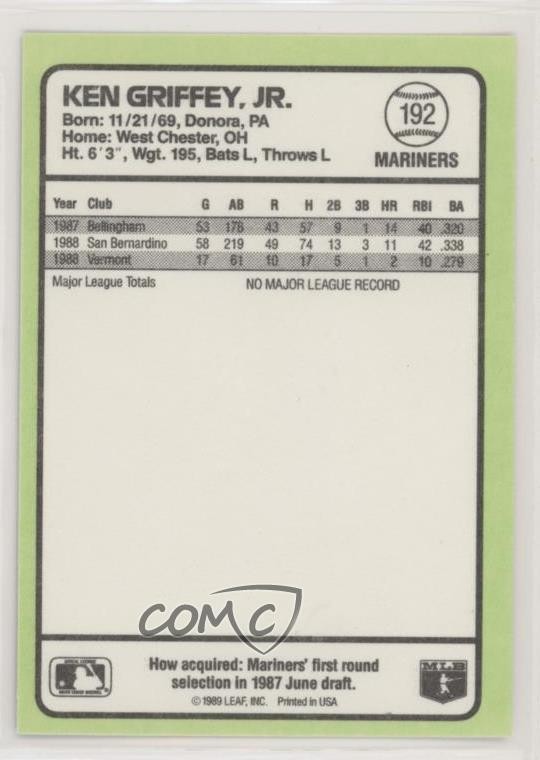 KEN GRIFFEY, JR.
Born: 11/21/69, Donora, PA
Home: West Chester, OH
Ht. 6'3", Wgt. 195, Bats L, Throws L
192
MARINERS
Year Club G AB R H 2B 3B HR RBI BA
1987 Bellingham 53 178 43 57 9 1 14 40 .320
1988 San Bernardino 58 219 49 74 13 3 11 42 .338
1988 Vermont 17 61 10 17 5 1 2 10 .279
Major League Totals NO MAJOR LEAGUE RECORD
COMC
How acquired: Mariners' first round
selection in 1987 June draft.
© 1989 LEAF, INC. Printed in USA
MLB